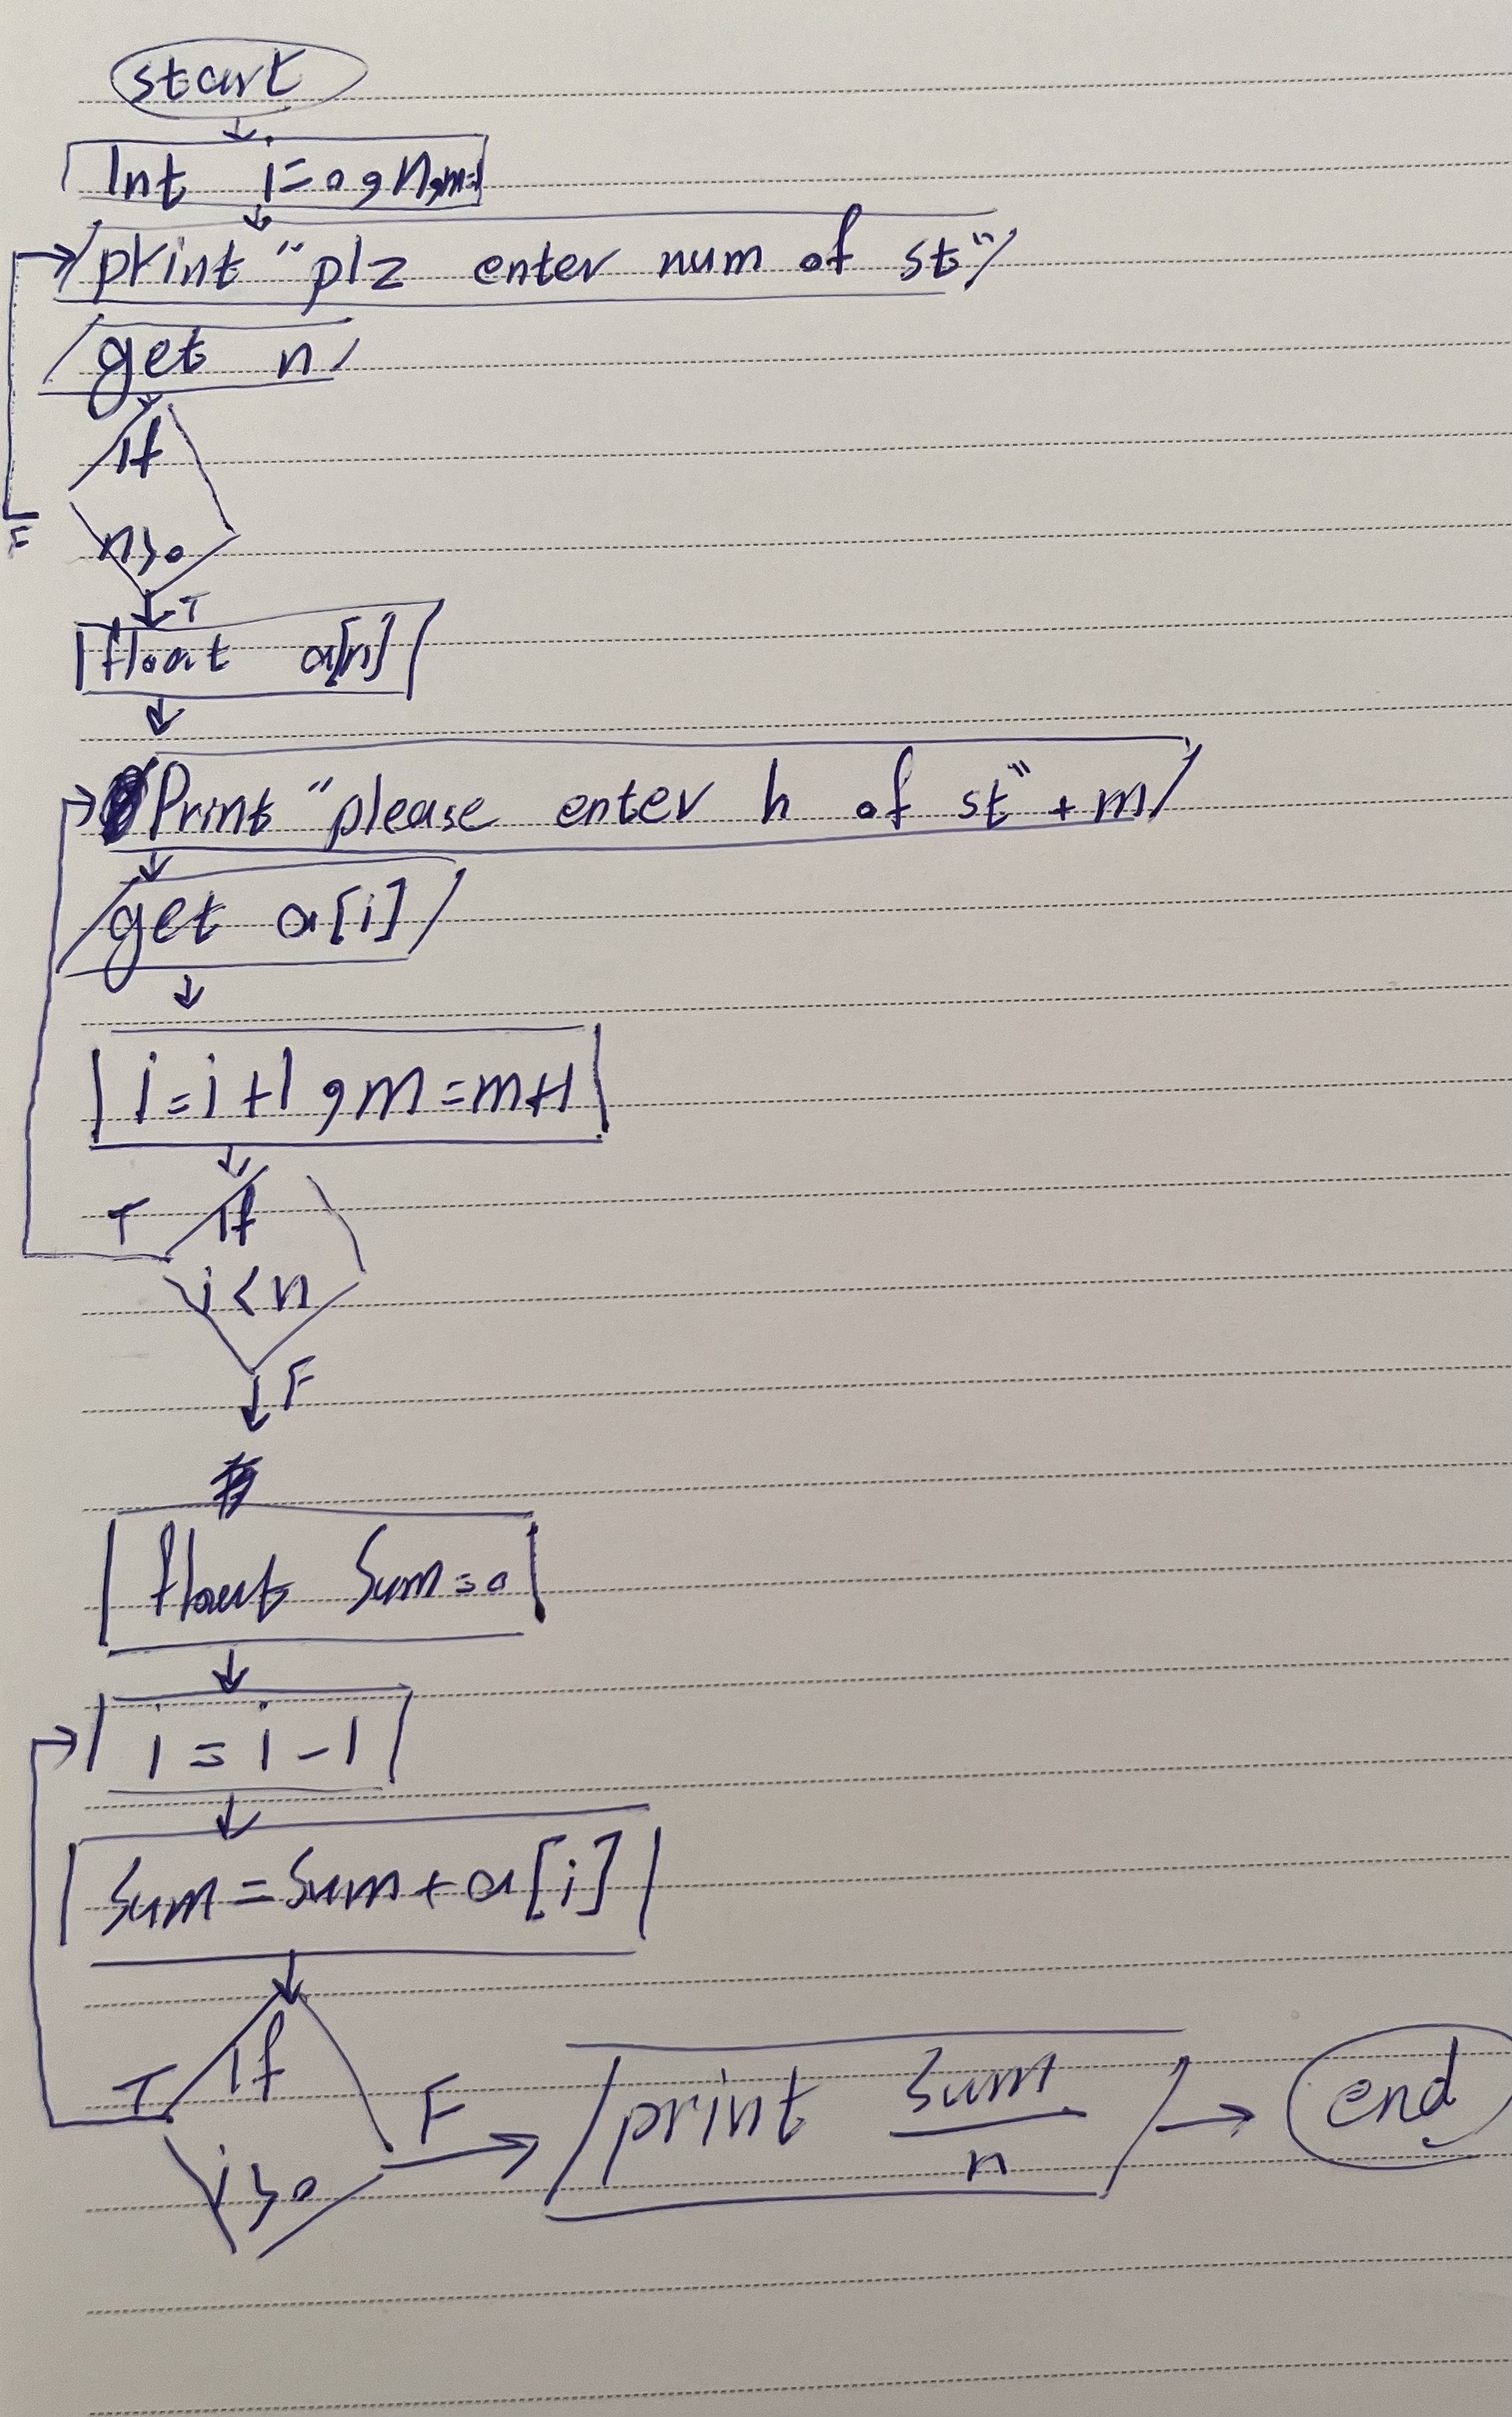 start
Int i=0, n, m=1
print "plz enter num of st"
get n
If
n>0
F
T
float a[n]
Print "please enter h of st" + m
get a[i]
i=i+1, m=m+1
T If
i<n
F
float Sum=0
i=i-1
Sum=Sum+a[i]
T If
i>0
F
print Sum
n
end